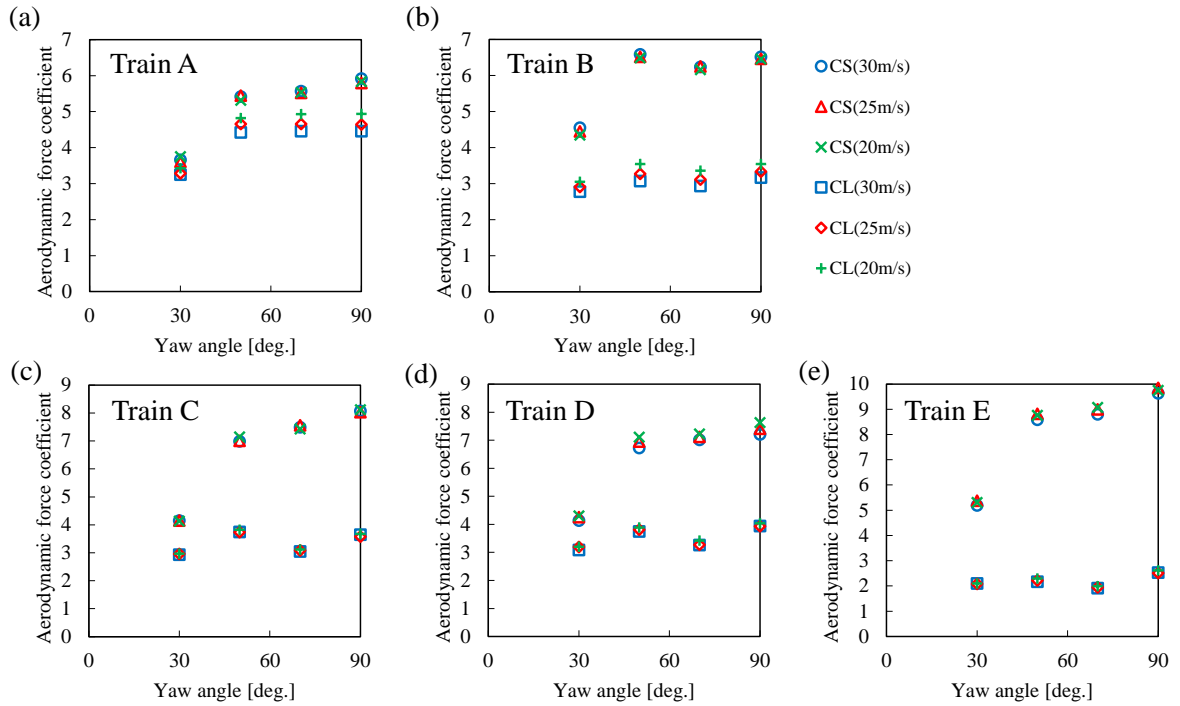 (a)
Train A
7
6
5
4
3
2
1
0
0 30 60 90
Aerodynamic force coefficient
Yaw angle [deg.]
(b)
Train B
7
6
5
4
3
2
1
0
0 30 60 90
Aerodynamic force coefficient
Yaw angle [deg.]
CS(30m/s)
CS(25m/s)
CS(20m/s)
CL(30m/s)
CL(25m/s)
CL(20m/s)
(c)
Train C
9
8
7
6
5
4
3
2
1
0
0 30 60 90
Aerodynamic force coefficient
Yaw angle [deg.]
(d)
Train D
9
8
7
6
5
4
3
2
1
0
0 30 60 90
Aerodynamic force coefficient
Yaw angle [deg.]
(e)
Train E
10
9
8
7
6
5
4
3
2
1
0
0 30 60 90
Aerodynamic force coefficient
Yaw angle [deg.]